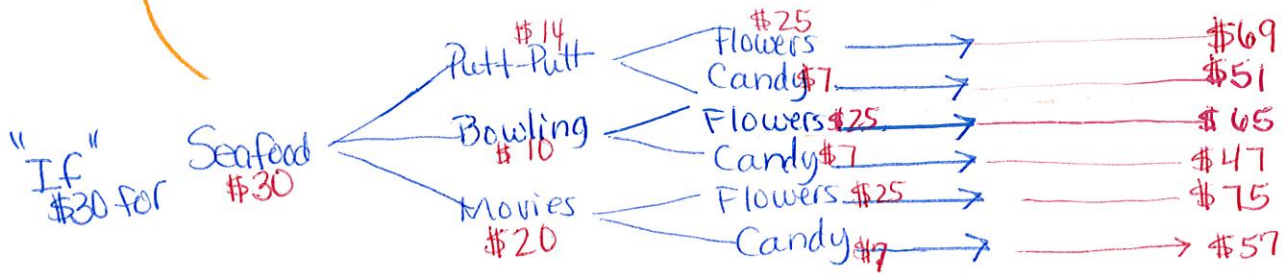 $14 $25
Putt-Putt Flowers $69
Candy $7 $51
"If" Seafood Bowling Flowers $25 $65
$30 for $30 $10 Candy $7 $47
Movies Flowers $25 $75
$20 Candy $7 $57